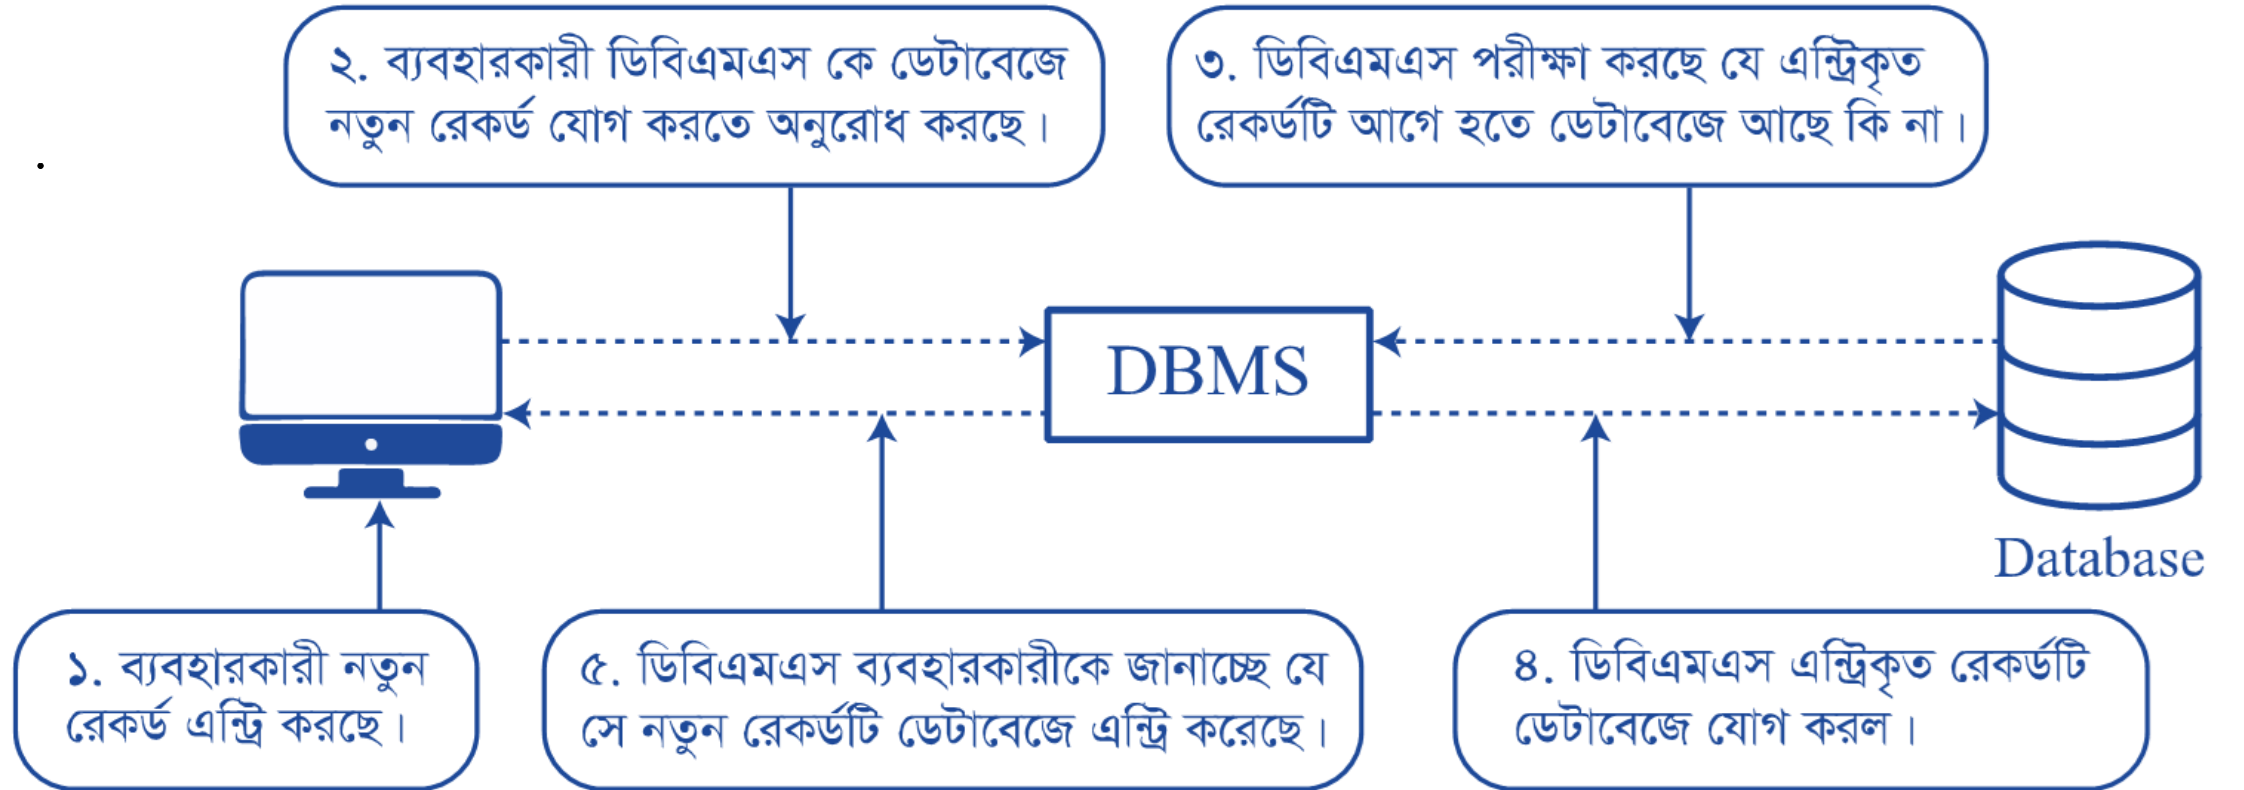 ২. ব্যবহারকারী ডিবিএমএস কে ডেটাবেজে
নতুন রেকর্ড যোগ করতে অনুরোধ করছে।
৩. ডিবিএমএস পরীক্ষা করছে যে এন্ট্রিকৃত
রেকর্ডটি আগে হতে ডেটাবেজে আছে কি না।
DBMS
Database
১. ব্যবহারকারী নতুন
রেকর্ড এন্ট্রি করছে।
৫. ডিবিএমএস ব্যবহারকারীকে জানাচ্ছে যে
সে নতুন রেকর্ডটি ডেটাবেজে এন্ট্রি করেছে।
৪. ডিবিএমএস এন্ট্রিকৃত রেকর্ডটি
ডেটাবেজে যোগ করল।